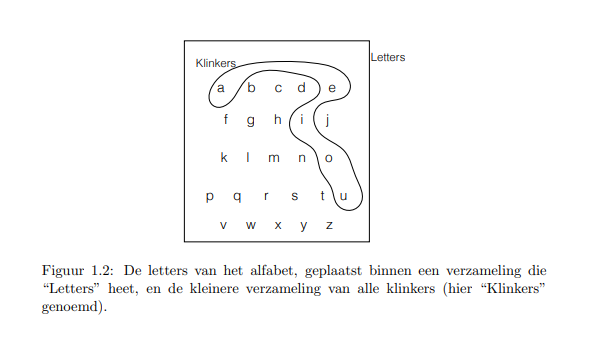 Letters
Klinkers
a b c d e
f g h i j
k l m n o
p q r s t u
v w x y z
Figuur 1.2: De letters van het alfabet, geplaatst binnen een verzameling die
“Letters” heet, en de kleinere verzameling van alle klinkers (hier “Klinkers”
genoemd).